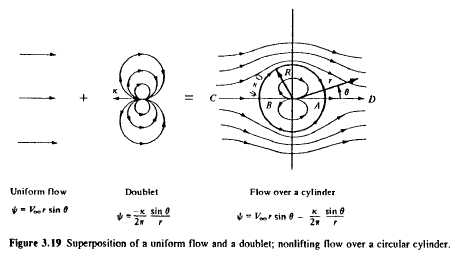 κ
+
=
ψ = 0
R
r
θ
C
B
A
D
Uniform flow
Doublet
Flow over a cylinder
ψ = V∞ r sin θ
ψ = -κ/2π sin θ/r
ψ = V∞ r sin θ - κ/2π sin θ/r
Figure 3.19 Superposition of a uniform flow and a doublet; nonlifting flow over a circular cylinder.